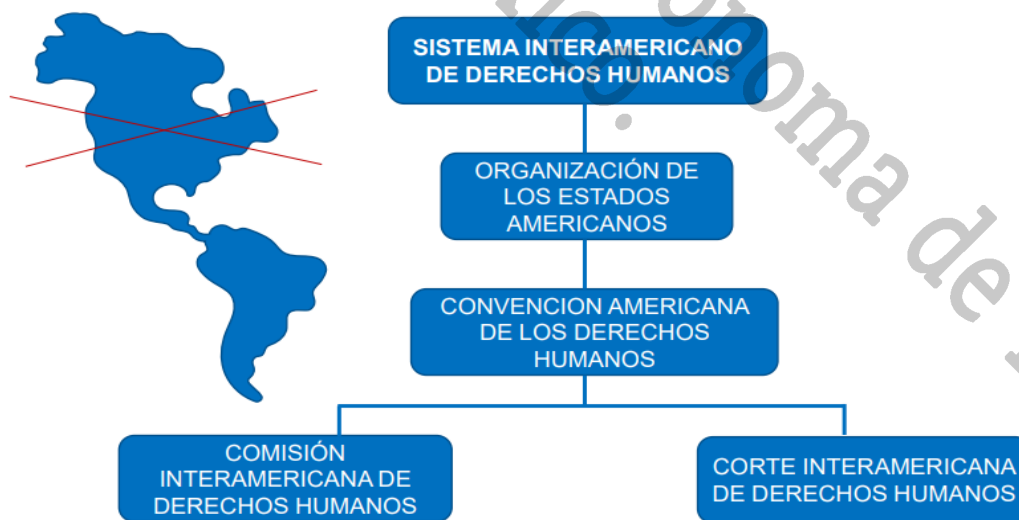 SISTEMA INTERAMERICANO
DE DERECHOS HUMANOS
ORGANIZACIÓN DE
LOS ESTADOS
AMERICANOS
CONVENCION AMERICANA
DE LOS DERECHOS
HUMANOS
COMISIÓN
INTERAMERICANA DE
DERECHOS HUMANOS
CORTE INTERAMERICANA
DE DERECHOS HUMANOS